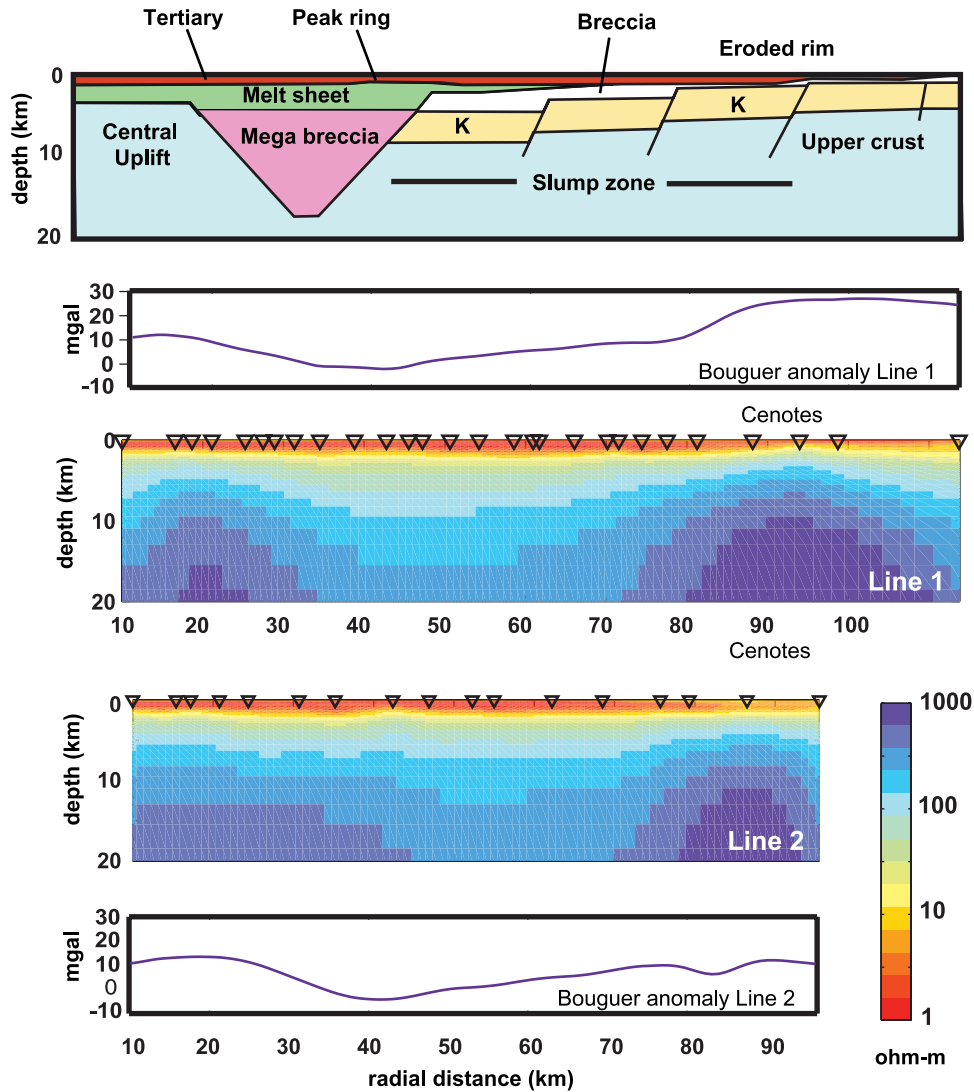 Tertiary
Peak ring
Breccia
Eroded rim
0
10
20
depth (km)
Melt sheet
Central
Uplift
Mega breccia
K
K
Upper crust
Slump zone
30
20
10
0
-10
mgal
Bouguer anomaly Line 1
Cenotes
0
10
20
depth (km)
Line 1
10 20 30 40 50 60 70 80 90 100
Cenotes
0
10
20
depth (km)
Line 2
1000
100
10
1
ohm-m
30
20
10
0
-10
mgal
Bouguer anomaly Line 2
10 20 30 40 50 60 70 80 90
radial distance (km)